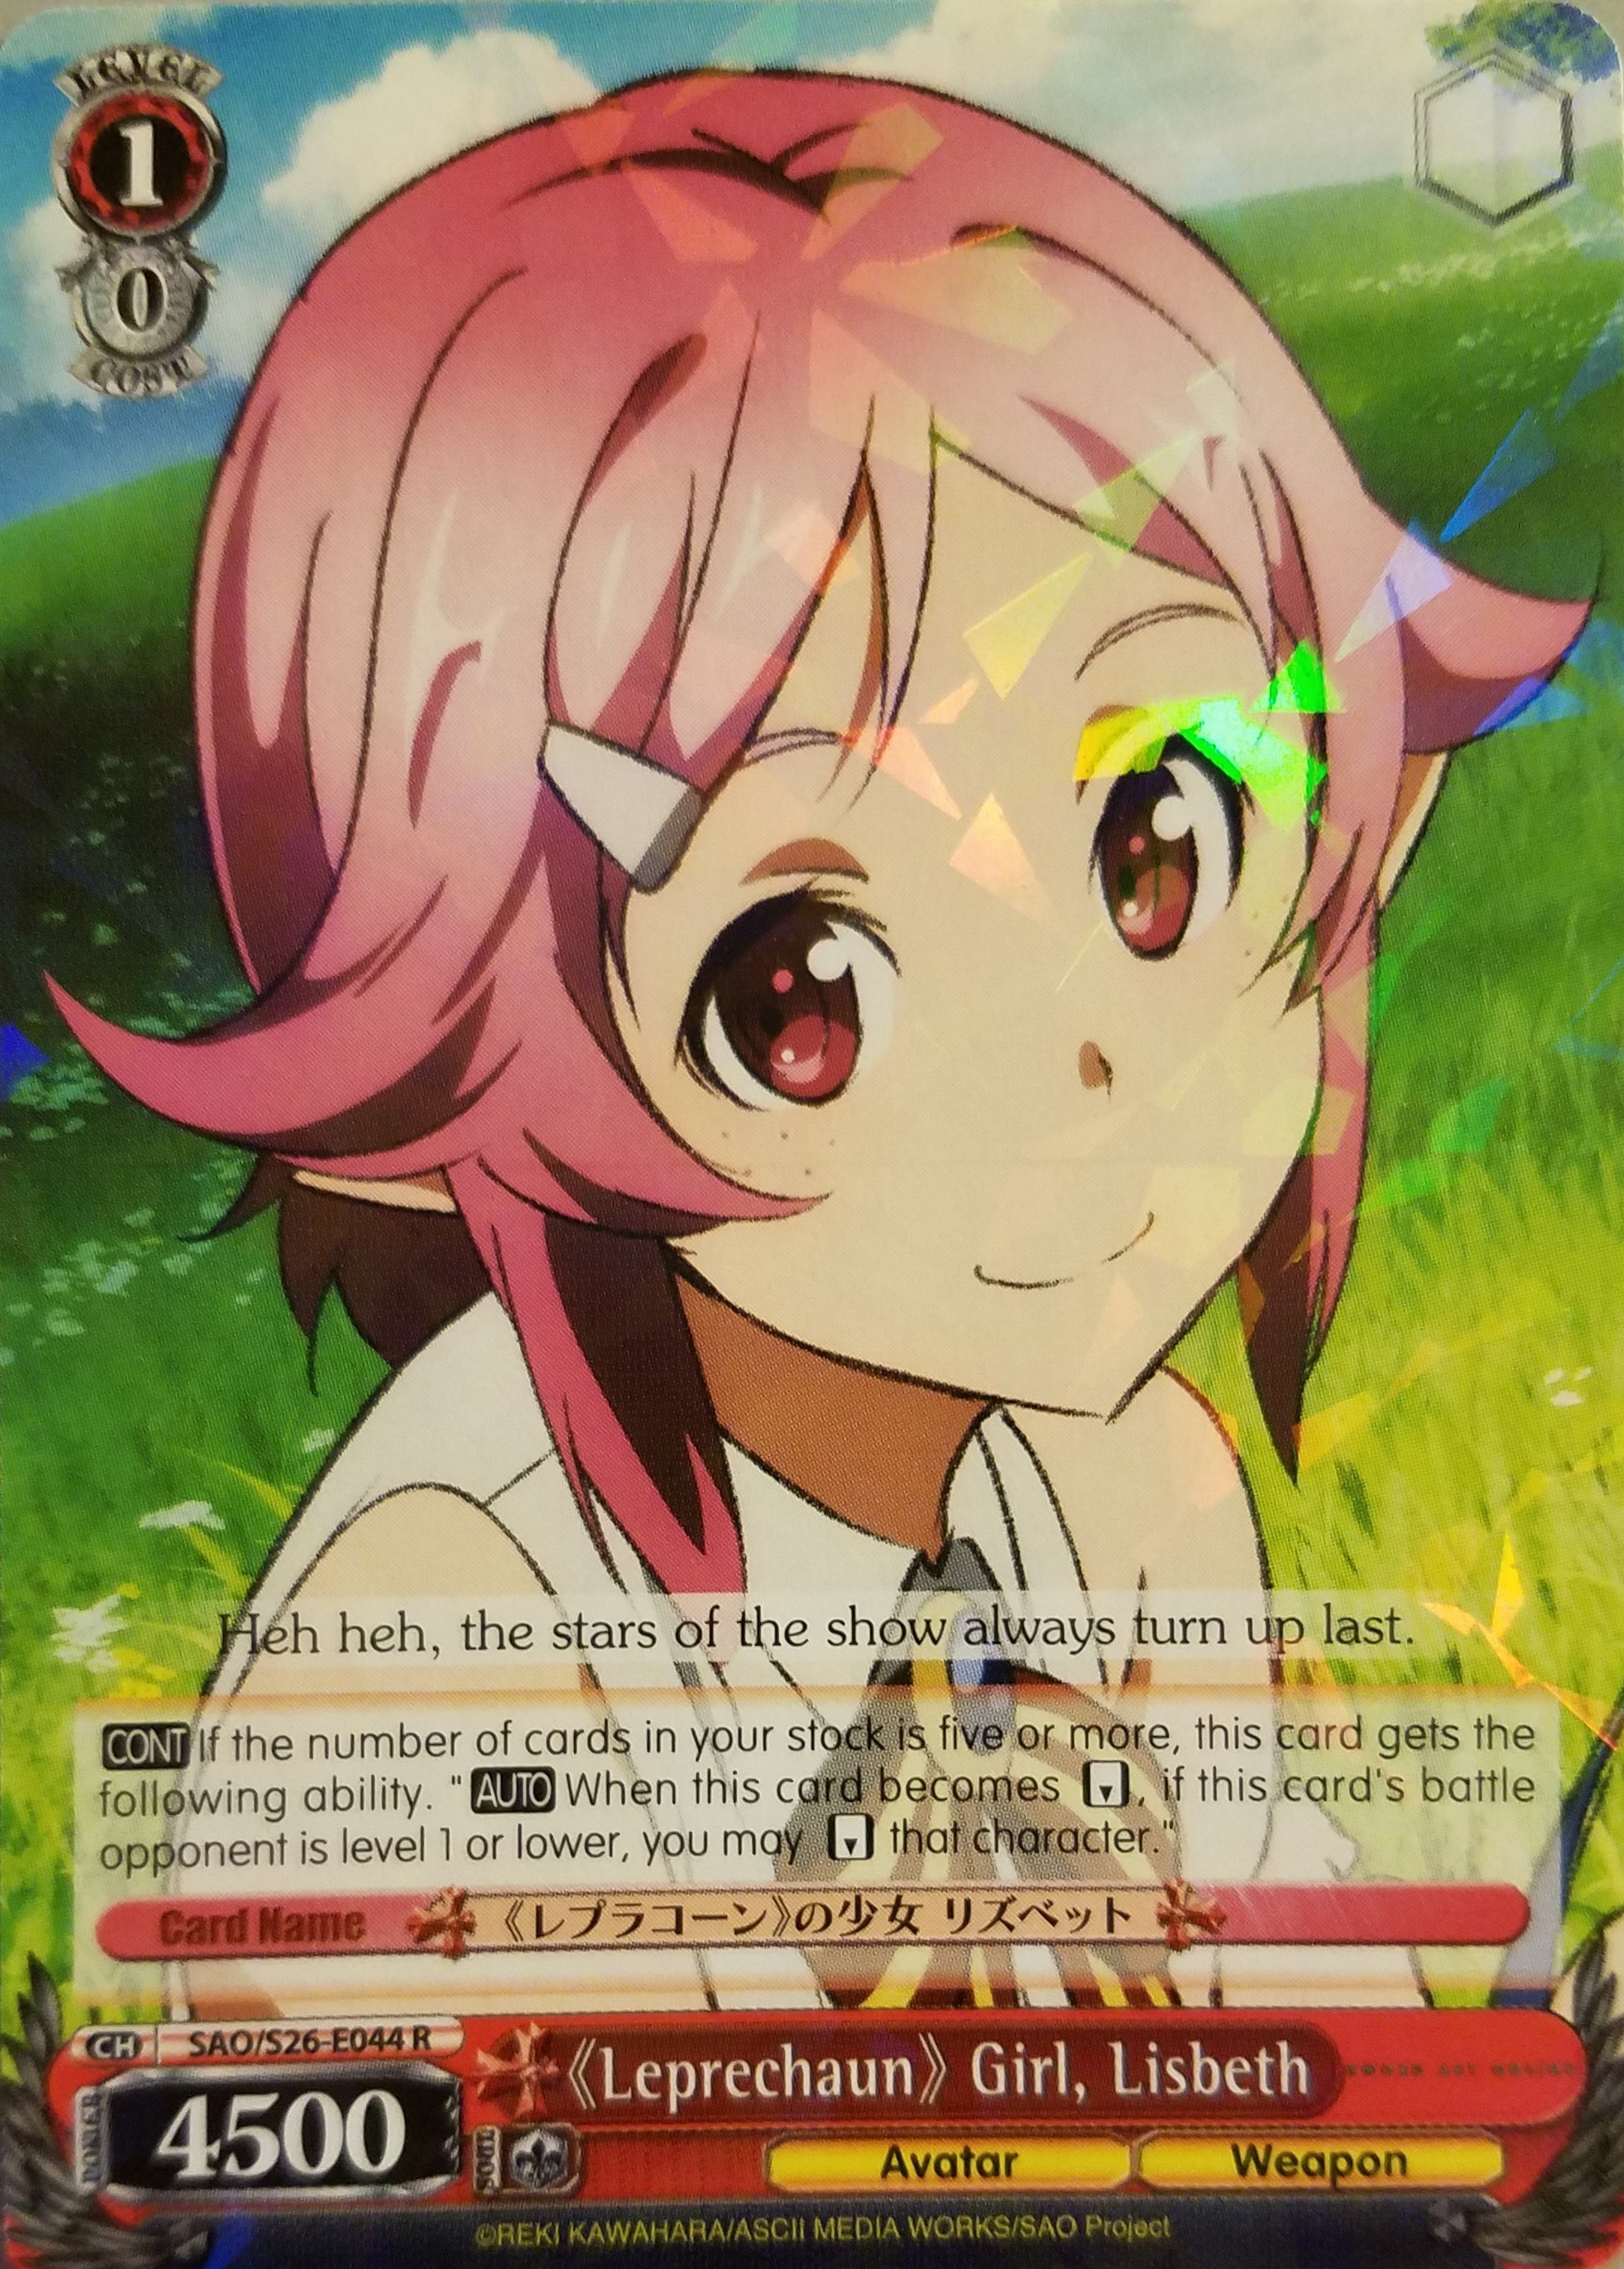 LEVEL
1
0
COST
Heh heh, the stars of the show always turn up last.
CONT If the number of cards in your stock is five or more, this card gets the
following ability. "AUTO When this card becomes , if this card's battle
opponent is level 1 or lower, you may that character."
Card Name 《レプラコーン》の少女 リズベット
CH SAO/S26-E044 R
《Leprechaun》 Girl, Lisbeth
POWER 4500
SOUL
Avatar Weapon
©REKI KAWAHARA/ASCII MEDIA WORKS/SAO Project